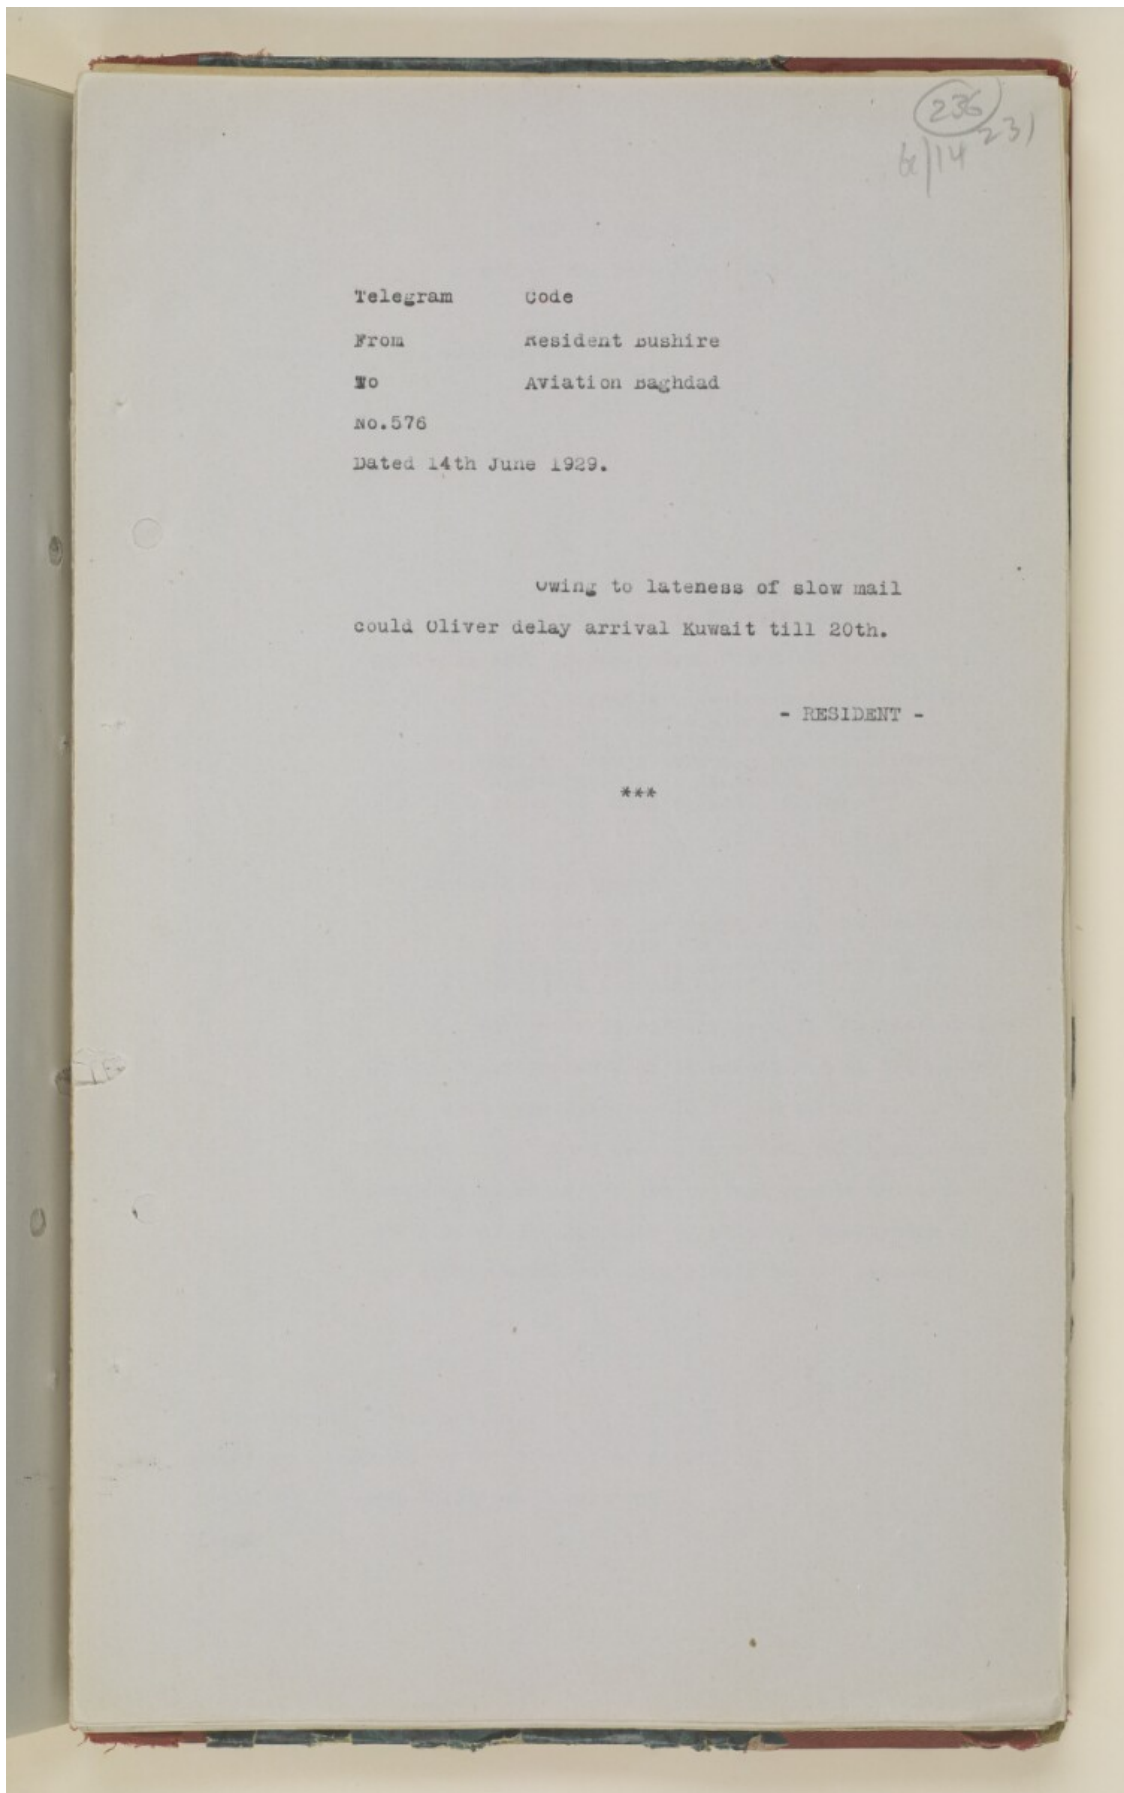 236
231
6/14
Telegram Code
From Resident Bushire
To Aviation Baghdad
No.576
Dated 14th June 1929.
Owing to lateness of slow mail
could Oliver delay arrival Kuwait till 20th.
- RESIDENT -
***